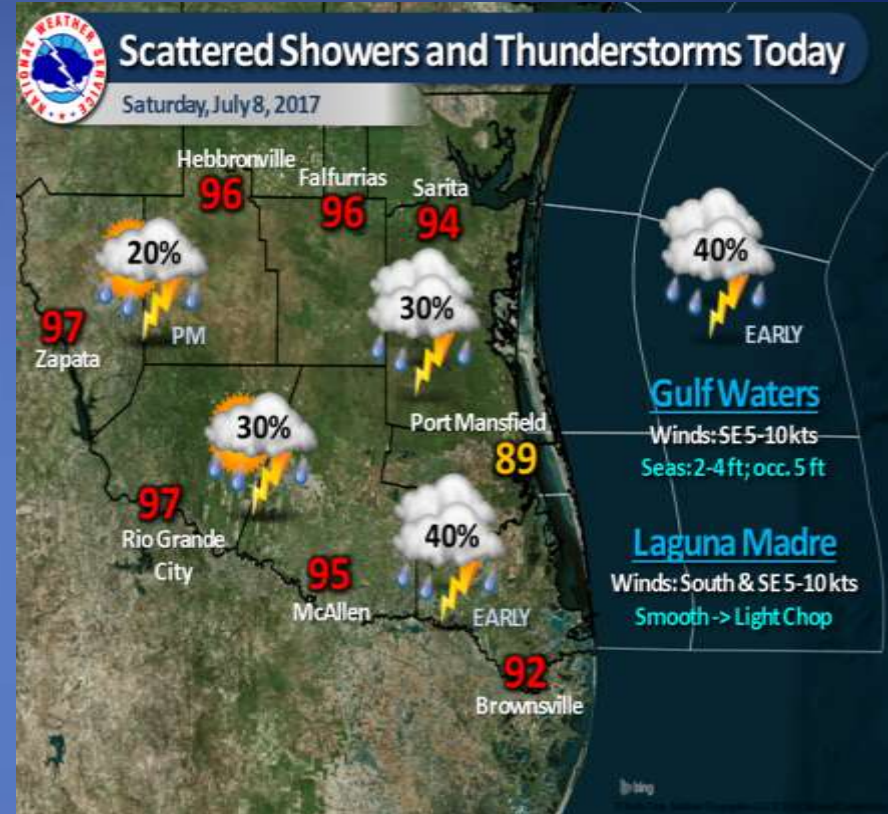 NATIONAL WEATHER SERVICE
Scattered Showers and Thunderstorms Today
Saturday, July 8, 2017
Hebbronville
96
Falfurrias
96
Sarita
94
20%
PM
30%
40%
EARLY
97
Zapata
30%
Port Mansfield
89
Gulf Waters
Winds: SE 5-10 kts
Seas: 2-4 ft; occ. 5 ft
97
Rio Grande
City
95
McAllen
40%
EARLY
Laguna Madre
Winds: South & SE 5-10 kts
Smooth -> Light Chop
92
Brownsville
bing